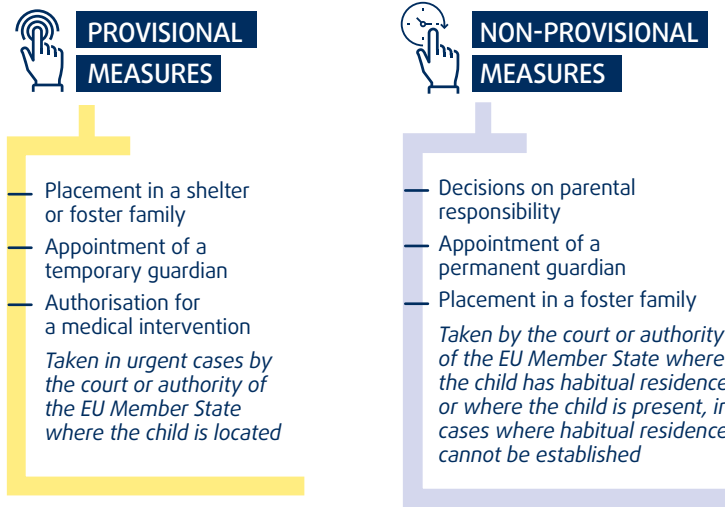 PROVISIONAL
MEASURES
Placement in a shelter
or foster family
Appointment of a
temporary guardian
Authorisation for
a medical intervention
Taken in urgent cases by
the court or authority of
the EU Member State
where the child is located
NON-PROVISIONAL
MEASURES
Decisions on parental
responsibility
Appointment of a
permanent guardian
Placement in a foster family
Taken by the court or authority
of the EU Member State where
the child has habitual residence
or where the child is present, in
cases where habitual residence
cannot be established